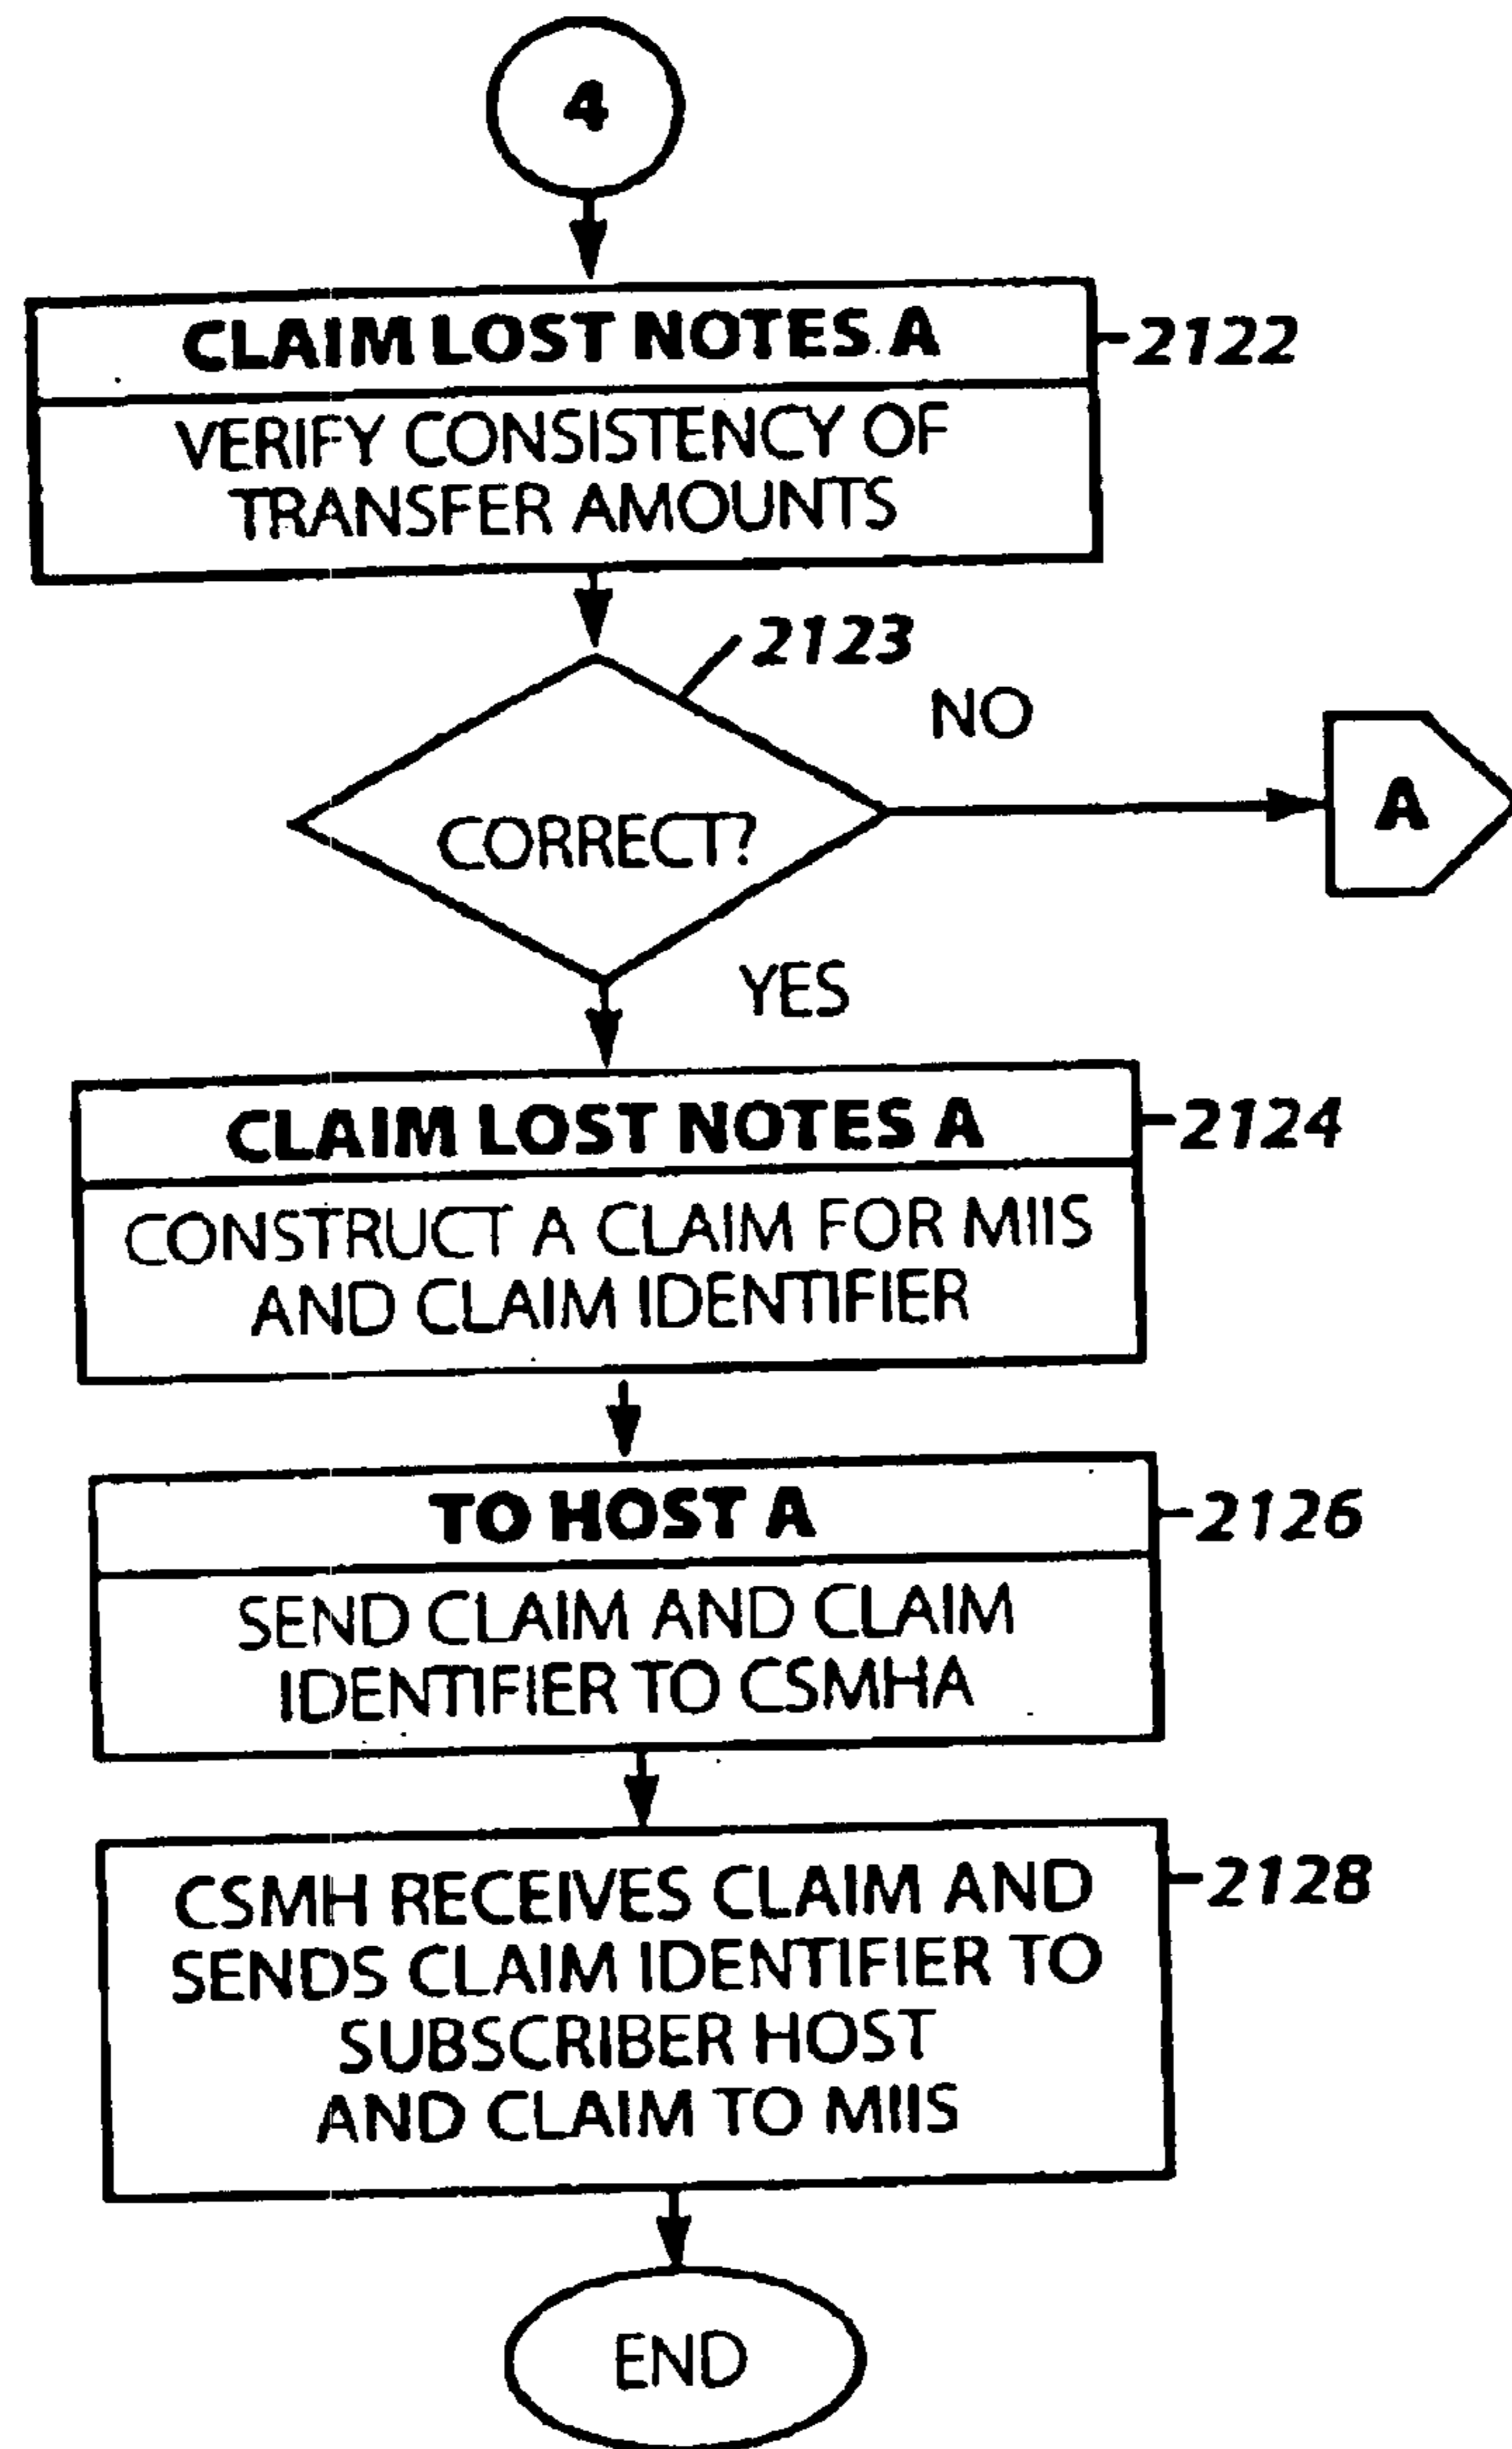 4
CLAIM LOST NOTES A
2122
VERIFY CONSISTENCY OF
TRANSFER AMOUNTS
2123
NO
CORRECT?
A
YES
CLAIM LOST NOTES A
2124
CONSTRUCT A CLAIM FOR MIIS
AND CLAIM IDENTIFIER
TO HOST A
2126
SEND CLAIM AND CLAIM
IDENTIFIER TO CSMHA
CSMH RECEIVES CLAIM AND
2128
SENDS CLAIM IDENTIFIER TO
SUBSCRIBER HOST
AND CLAIM TO MIIS
END